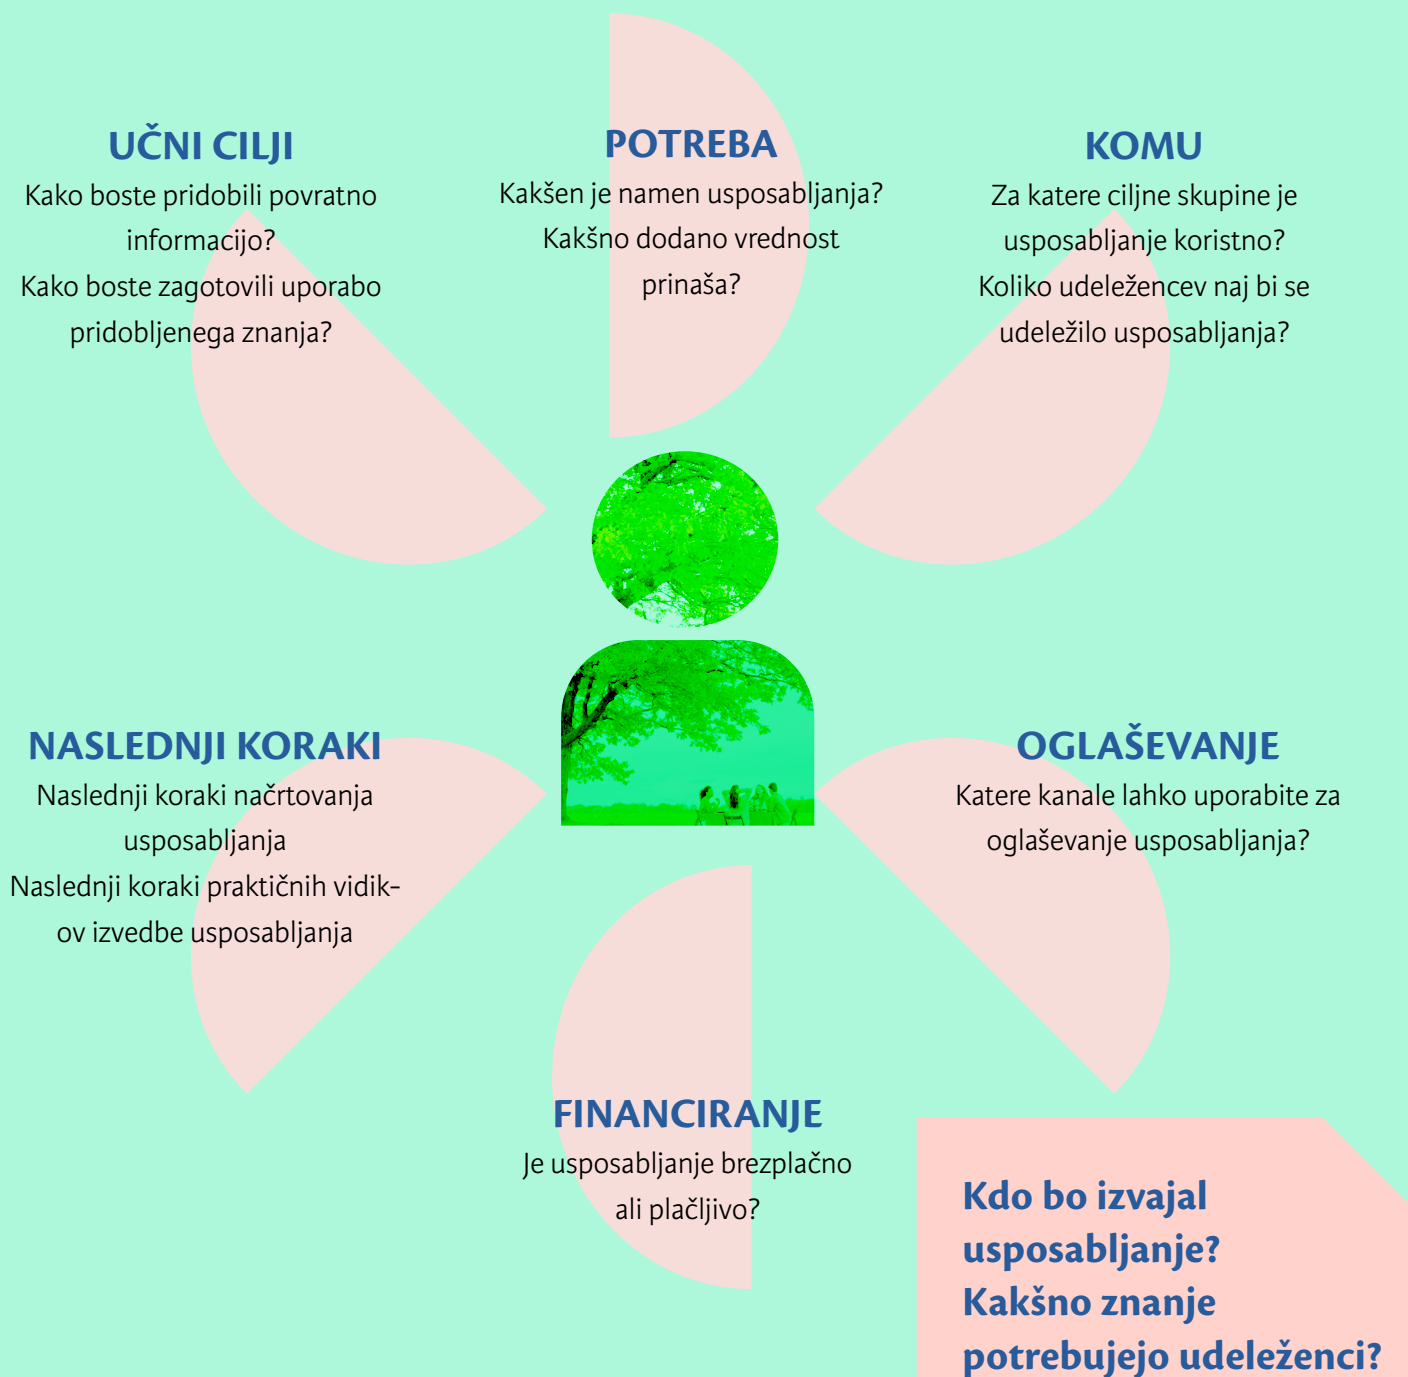 UČNI CILJI
Kako boste pridobili povratno
informacijo?
Kako boste zagotovili uporabo
pridobljenega znanja?
POTREBA
Kakšen je namen usposabljanja?
Kakšno dodano vrednost
prinaša?
KOMU
Za katere ciljne skupine je
usposabljanje koristno?
Koliko udeležencev naj bi se
udeležilo usposabljanja?
NASLEDNJI KORAKI
Naslednji koraki načrtovanja
usposabljanja
Naslednji koraki praktičnih vidik-
ov izvedbe usposabljanja
OGLAŠEVANJE
Katere kanale lahko uporabite za
oglaševanje usposabljanja?
FINANCIRANJE
Je usposabljanje brezplačno
ali plačljivo?
Kdo bo izvajal
usposabljanje?
Kakšno znanje
potrebujejo udeleženci?